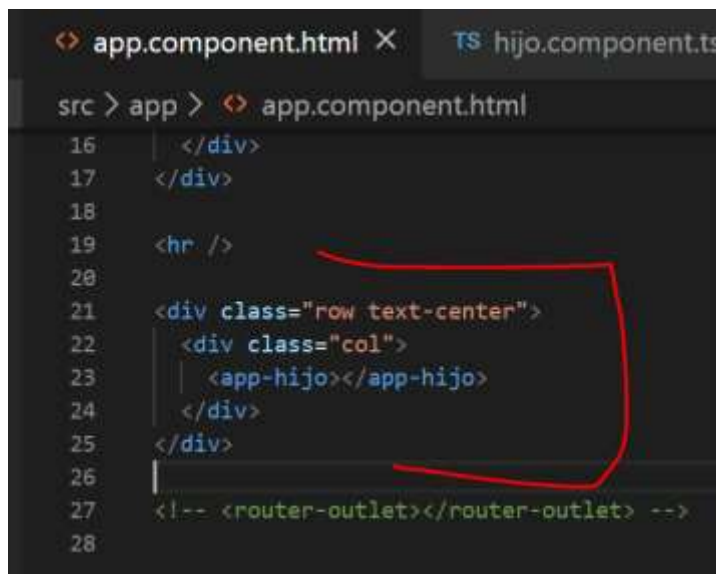 <> app.component.html × TS hijo.component.ts
src > app > <> app.component.html
16 </div>
17 </div>
18
19 <hr />
20
21 <div class="row text-center">
22 <div class="col">
23 <app-hijo></app-hijo>
24 </div>
25 </div>
26
27 <!-- <router-outlet></router-outlet> -->
28